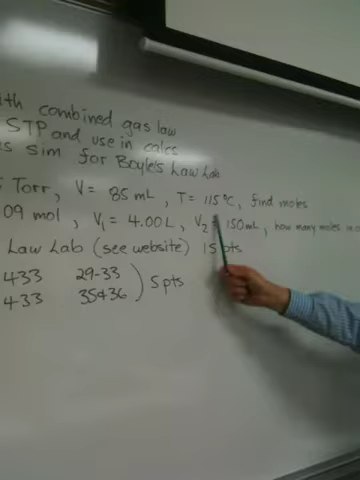 ith combined gas law
STP and use in calcs
s sim for Boyle's Law Lab
Torr, V = 85 mL, T = 115 °C, find moles
09 mol, V₁ = 4.00 L, V₂ = 150 mL, how many moles in
Law Lab (see website) 15 pts
433 29-33
433 35&36 ) 5 pts